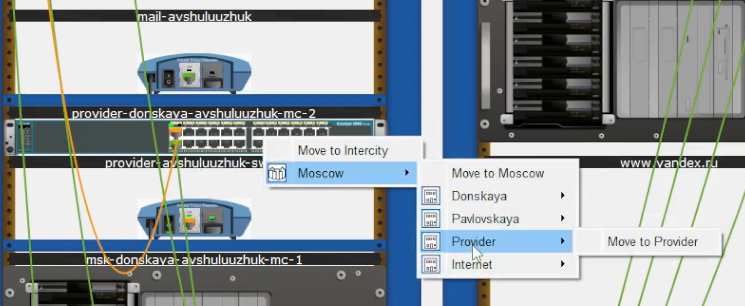 mail-avshuluuzhuk
provider-donskaya-avshuluuzhuk-mc-2
provider-avshuluuzhuk-sw
msk-donskaya-avshuluuzhuk-mc-1
www.yandex.ru
Move to Intercity
Moscow
Move to Moscow
Donskaya
Pavlovskaya
Provider
Internet
Move to Provider